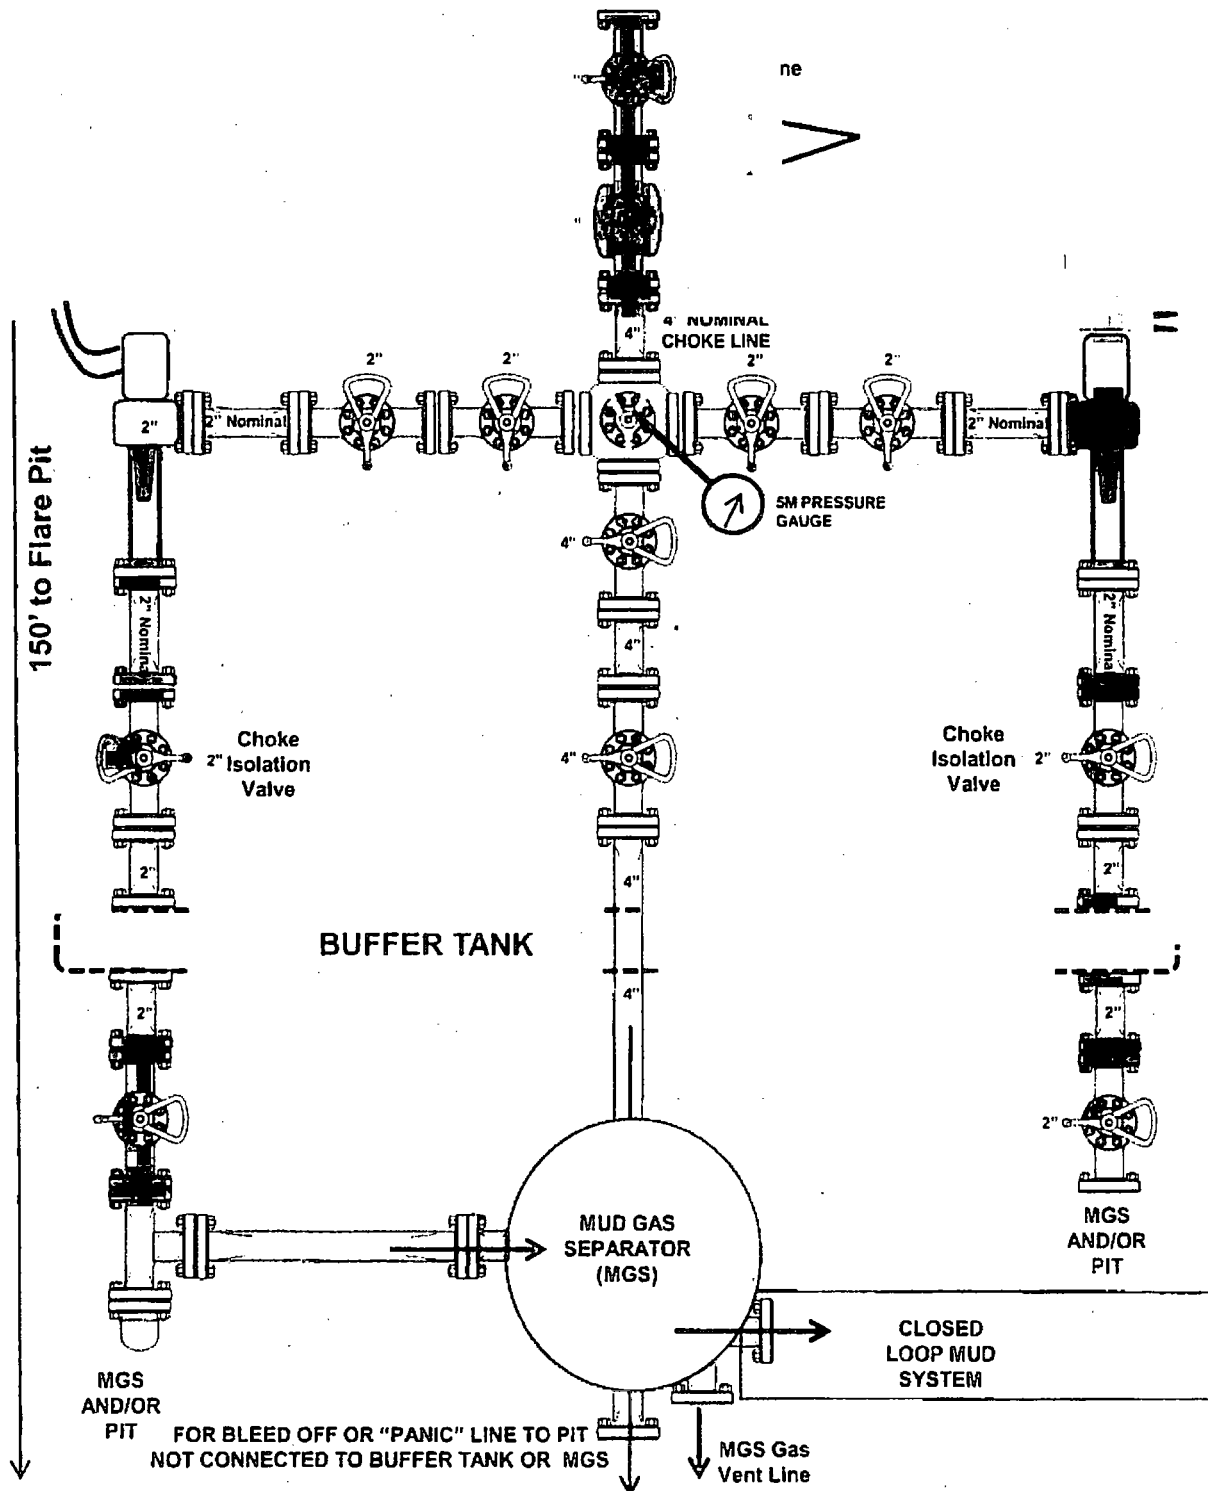 ne
4"
4" NOMINAL
CHOKE LINE
2"
2"
2"
2"
2"
2" Nominal
2" Nominal
5M PRESSURE
GAUGE
4"
150' to Flare Pit
2" Nominal
4"
2" Nominal
Choke
2" Isolation
Valve
4"
Choke
Isolation
Valve
2"
2"
4"
2"
BUFFER TANK
2"
4"
2"
2"
MUD GAS
SEPARATOR
(MGS)
MGS
AND/OR
PIT
CLOSED
LOOP MUD
SYSTEM
MGS
AND/OR
PIT
FOR BLEED OFF OR "PANIC" LINE TO PIT
NOT CONNECTED TO BUFFER TANK OR MGS
MGS Gas
Vent Line